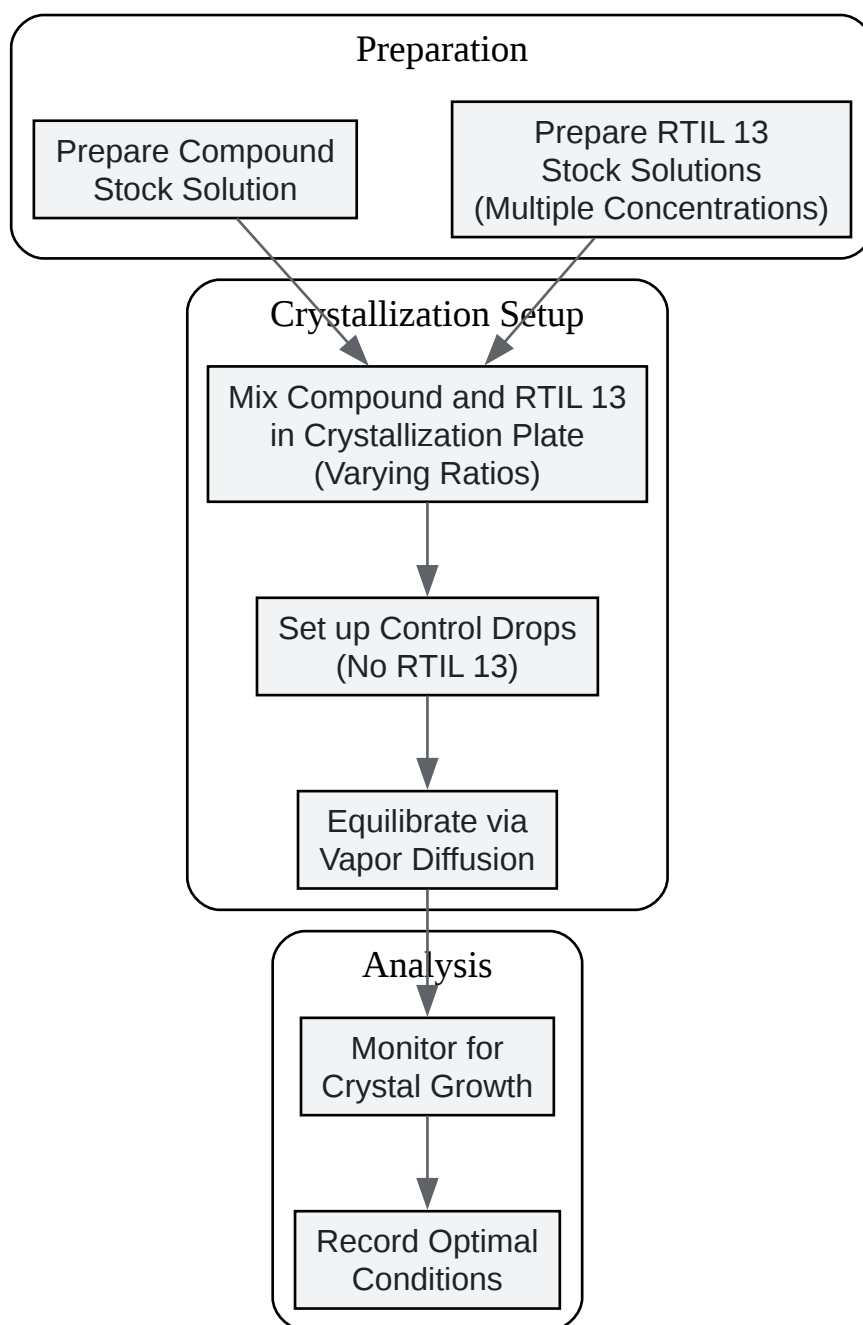 Preparation
Prepare Compound
Stock Solution
Prepare RTIL 13
Stock Solutions
(Multiple Concentrations)
Crystallization Setup
Mix Compound and RTIL 13
in Crystallization Plate
(Varying Ratios)
Set up Control Drops
(No RTIL 13)
Equilibrate via
Vapor Diffusion
Analysis
Monitor for
Crystal Growth
Record Optimal
Conditions